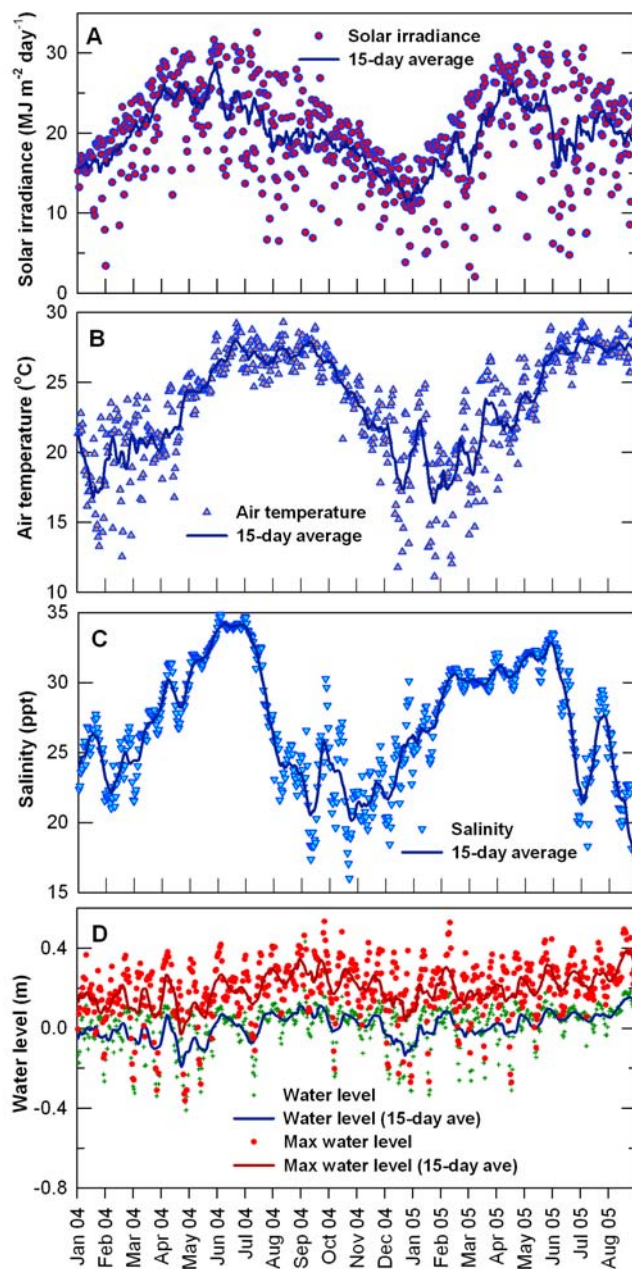 A
Solar irradiance
15-day average
Solar irradiance (MJ m-2 day-1)
30
20
10
0
B
Air temperature
15-day average
Air temperature (oC)
30
25
20
15
10
C
Salinity
15-day average
Salinity (ppt)
35
30
25
20
15
D
Water level
Water level (15-day ave)
Max water level
Max water level (15-day ave)
Water level (m)
0.4
0.0
-0.4
-0.8
Jan 04
Feb 04
Mar 04
Apr 04
May 04
Jun 04
Jul 04
Aug 04
Sep 04
Oct 04
Nov 04
Dec 04
Jan 05
Feb 05
Mar 05
Apr 05
May 05
Jun 05
Jul 05
Aug 05